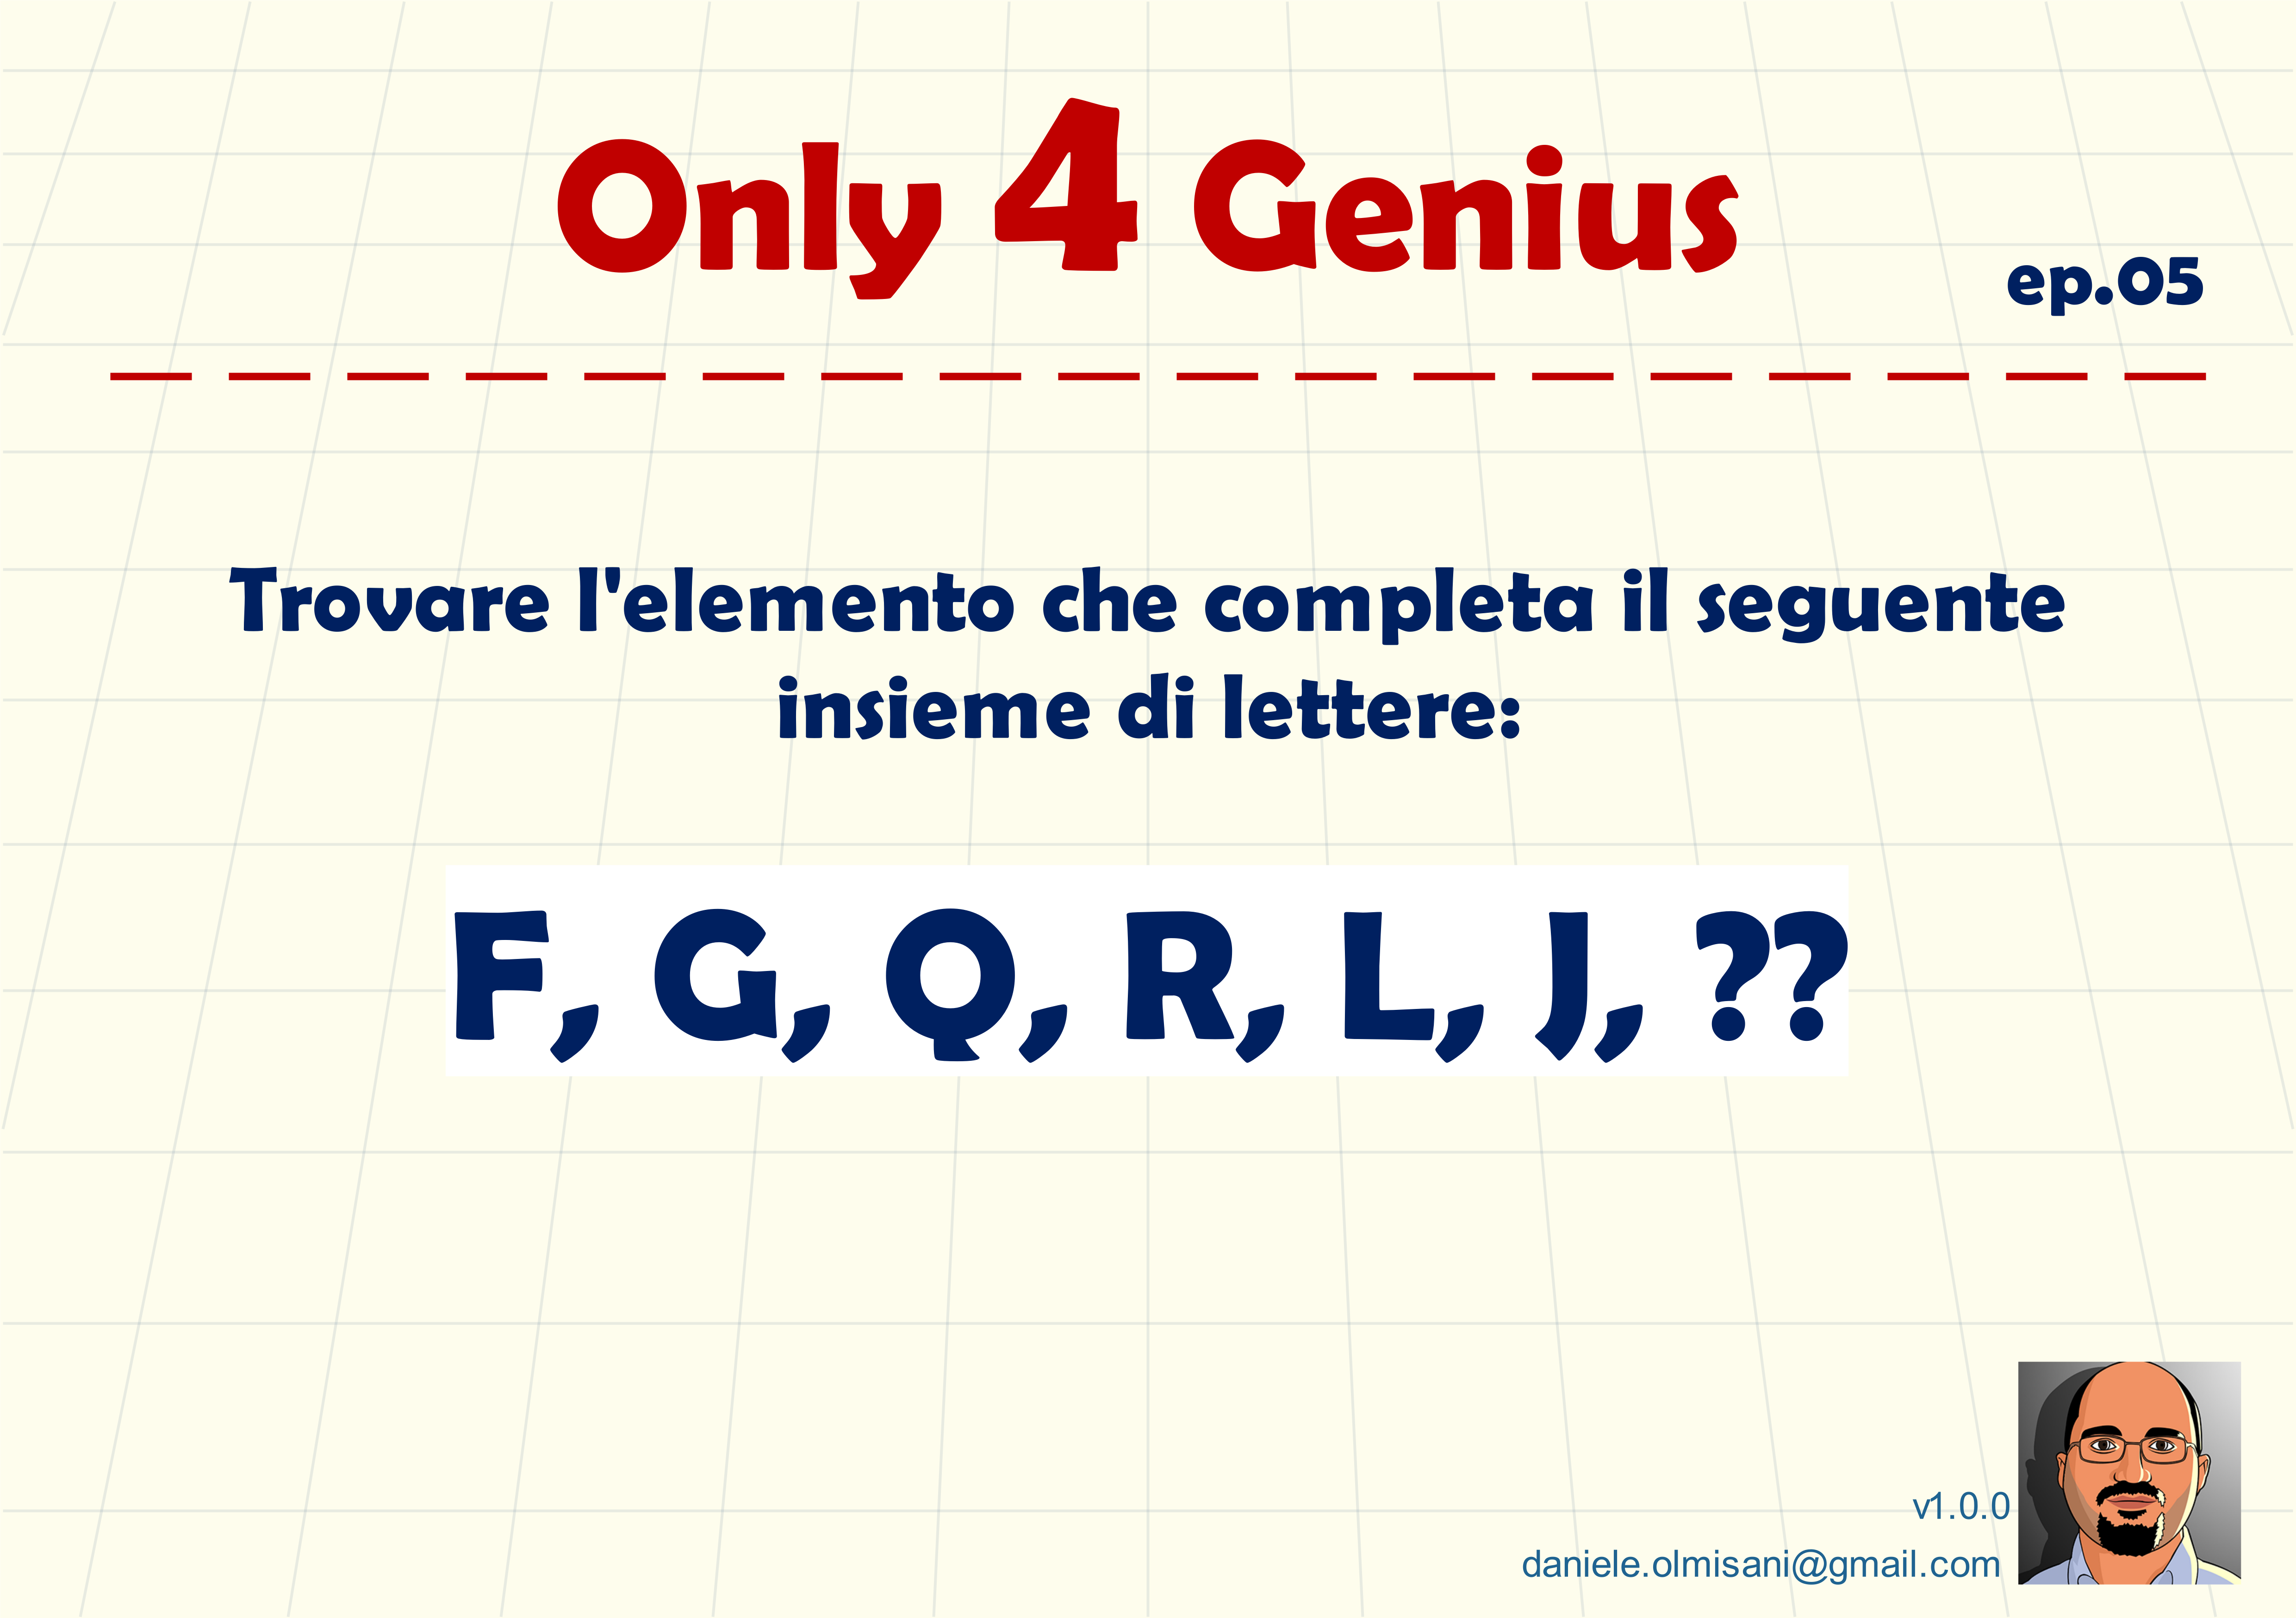 Only 4 Genius
ep.05
Trovare l'elemento che completa il seguente
insieme di lettere:
F, G, Q, R, L, J, ??
v1.0.0
daniele.olmisani@gmail.com